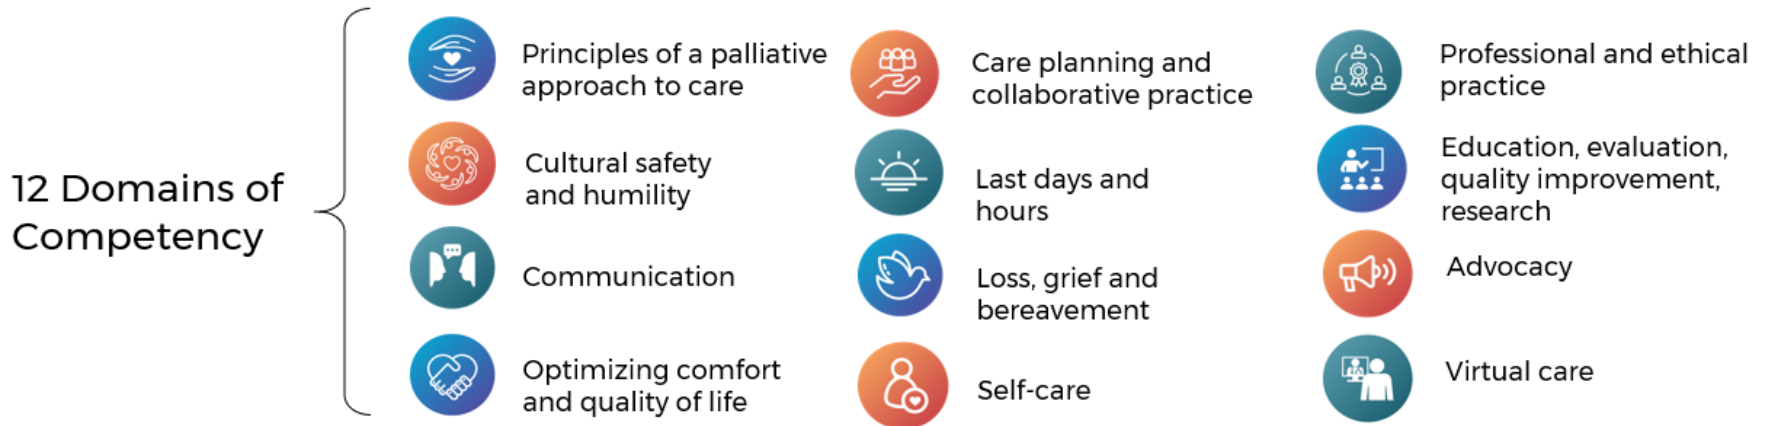 12 Domains of
Competency
Principles of a palliative
approach to care
Cultural safety
and humility
Communication
Optimizing comfort
and quality of life
Care planning and
collaborative practice
Last days and
hours
Loss, grief and
bereavement
Self-care
Professional and ethical
practice
Education, evaluation,
quality improvement,
research
Advocacy
Virtual care